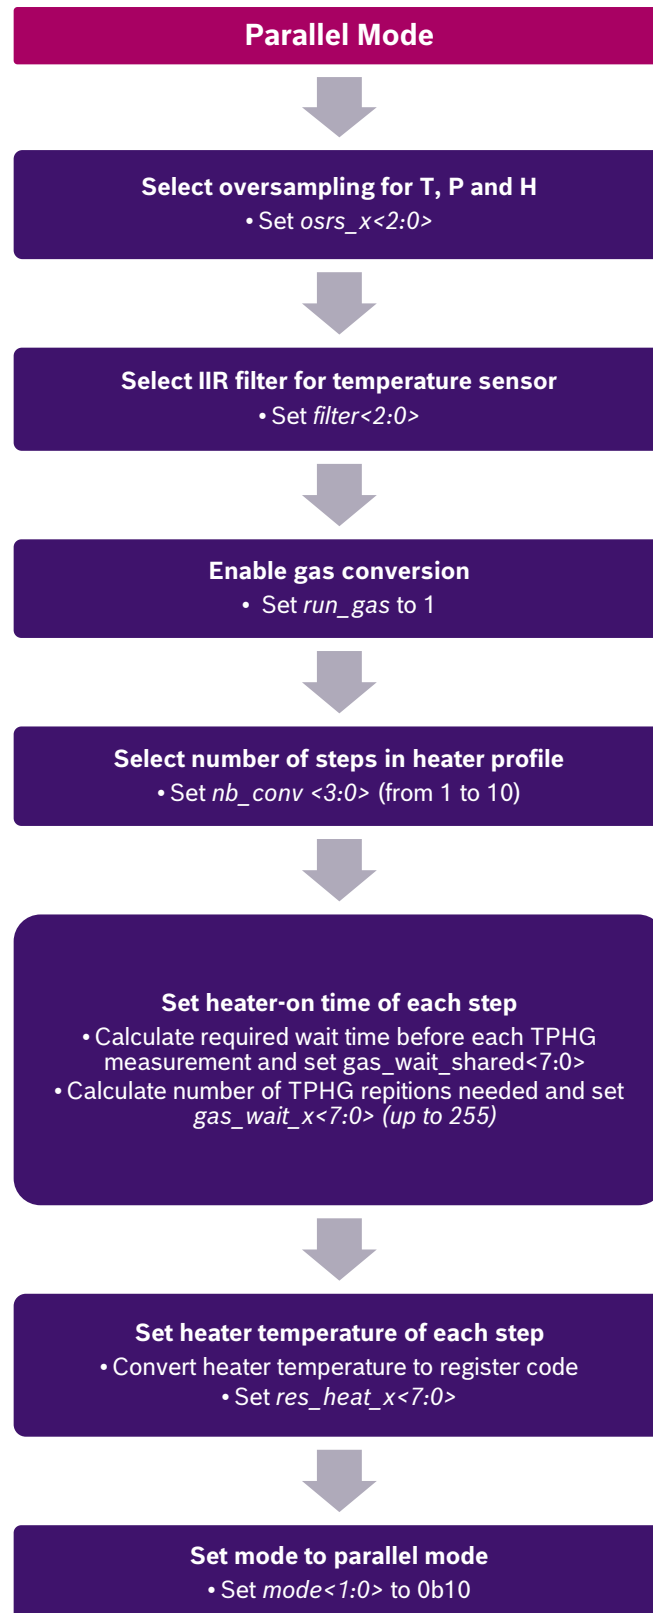 Parallel Mode
Select oversampling for T, P and H
• Set osrs_x<2:0>
Select IIR filter for temperature sensor
• Set filter<2:0>
Enable gas conversion
• Set run_gas to 1
Select number of steps in heater profile
• Set nb_conv <3:0> (from 1 to 10)
Set heater-on time of each step
• Calculate required wait time before each TPHG
measurement and set gas_wait_shared<7:0>
• Calculate number of TPHG repitions needed and set
gas_wait_x<7:0> (up to 255)
Set heater temperature of each step
• Convert heater temperature to register code
• Set res_heat_x<7:0>
Set mode to parallel mode
• Set mode<1:0> to 0b10